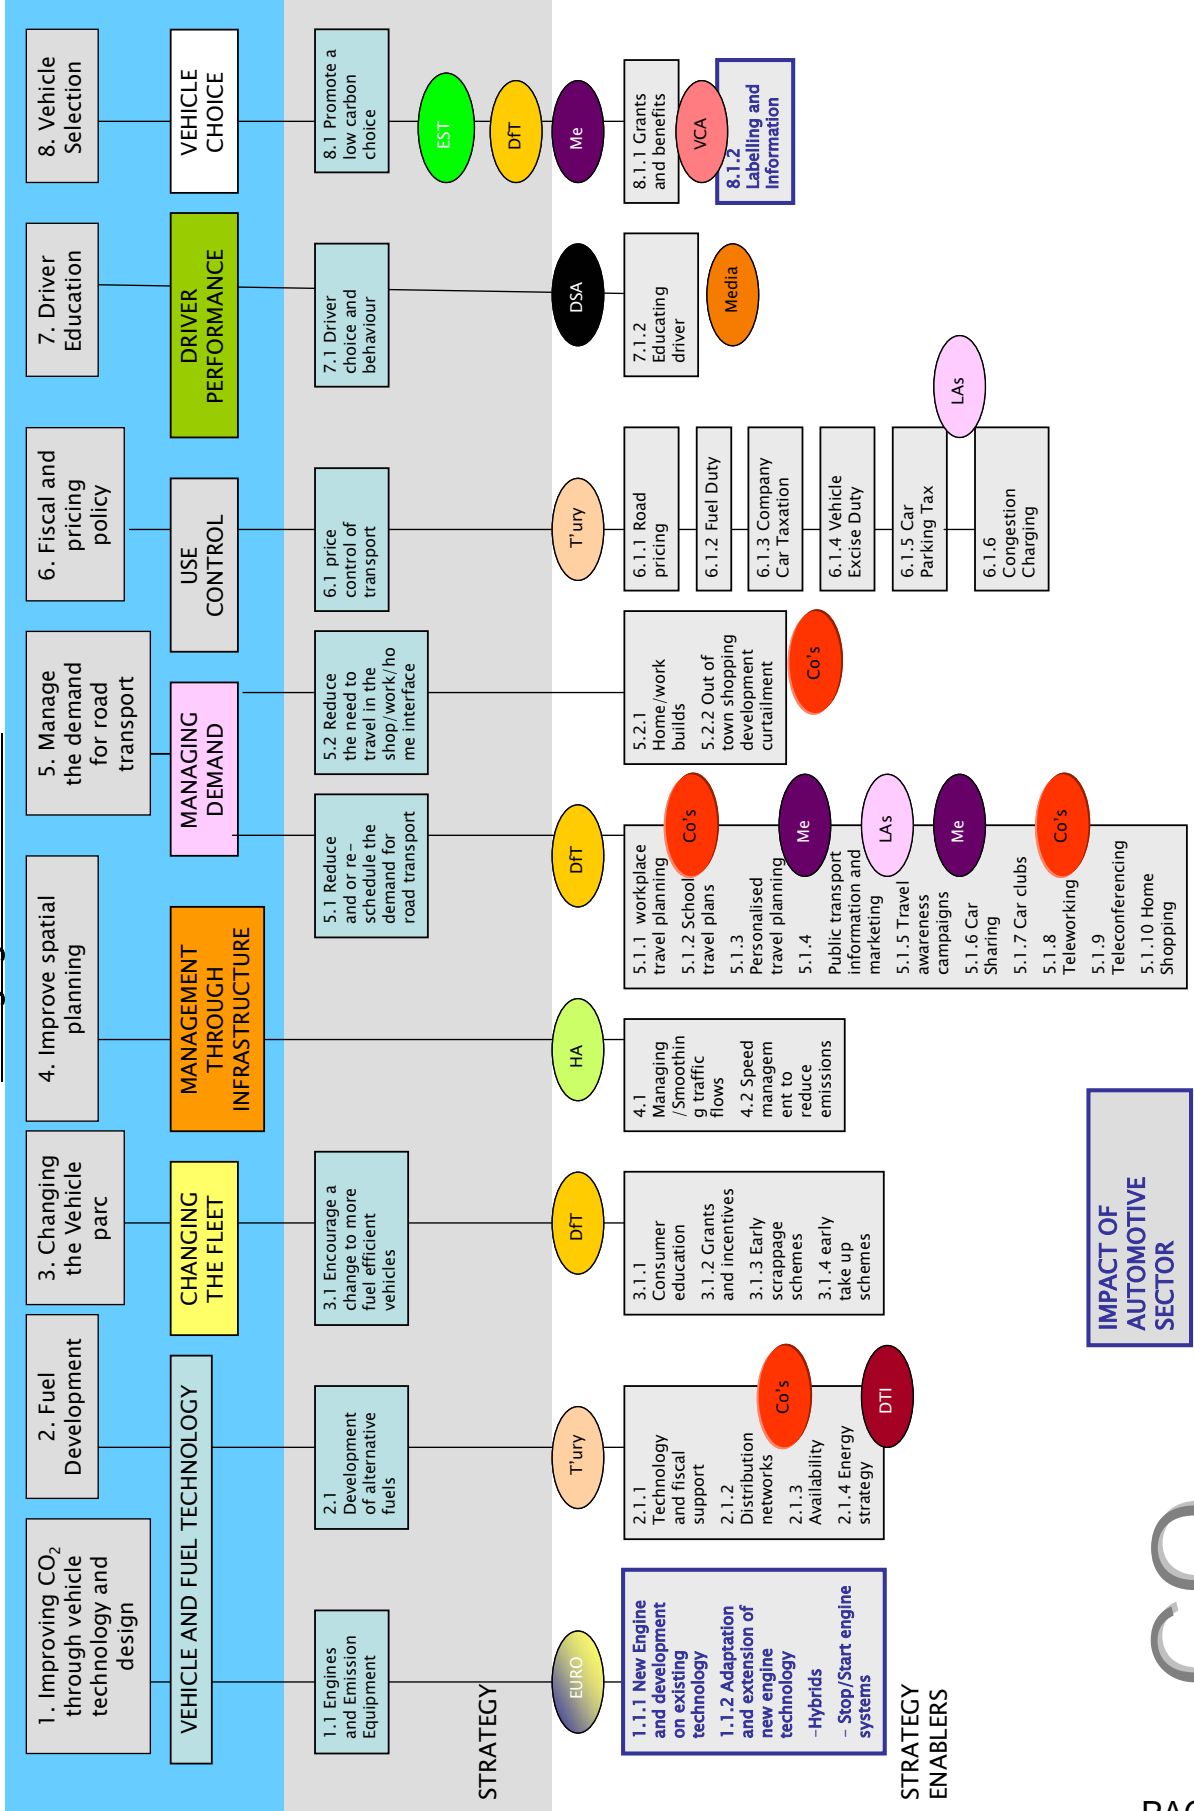 1. Improving CO2
through vehicle
technology and
design
2. Fuel
Development
3. Changing
the Vehicle
parc
4. Improve spatial
planning
5. Manage
the demand
for road
transport
6. Fiscal and
pricing
policy
7. Driver
Education
8. Vehicle
Selection
VEHICLE AND FUEL TECHNOLOGY
CHANGING
THE FLEET
MANAGEMENT
THROUGH
INFRASTRUCTURE
MANAGING
DEMAND
USE
CONTROL
DRIVER
PERFORMANCE
VEHICLE
CHOICE
1.1 Engines
and Emission
Equipment
2.1
Development
of alternative
fuels
3.1 Encourage a
change to more
fuel efficient
vehicles
5.1 Reduce
and or re-
schedule the
demand for
road transport
5.2 Reduce
the need to
travel in the
shop/work/ho
me interface
6.1 price
control of
transport
7.1 Driver
choice and
behaviour
8.1 Promote a
low carbon
choice
STRATEGY
EST
DfT
Me
EURO
T'ury
DfT
HA
DfT
T'ury
DSA
1.1.1 New Engine
and development
on existing
technology
1.1.2 Adaptation
and extension of
new engine
technology
-Hybrids
- Stop/Start engine
systems
2.1.1
Technology
and fiscal
support
2.1.2
Distribution
networks
2.1.3
Availability
2.1.4 Energy
strategy
Co's
DTI
3.1.1
Consumer
education
3.1.2 Grants
and incentives
3.1.3 Early
scrappage
schemes
3.1.4 early
take up
schemes
4.1
Managing
/Smoothin
g traffic
flows
4.2 Speed
managem
ent to
reduce
emissions
5.1.1 workplace
travel planning
5.1.2 School
travel plans
5.1.3
Personalised
travel planning
5.1.4
Public transport
information and
marketing
5.1.5 Travel
awareness
campaigns
5.1.6 Car
Sharing
5.1.7 Car clubs
5.1.8
Teleworking
5.1.9
Teleconferencing
5.1.10 Home
Shopping
Co's
Me
LAs
Me
Co's
5.2.1
Home/work
builds
5.2.2 Out of
town shopping
development
curtailment
Co's
6.1.1 Road
pricing
6.1.2 Fuel Duty
6.1.3 Company
Car Taxation
6.1.4 Vehicle
Excise Duty
6.1.5 Car
Parking Tax
6.1.6
Congestion
Charging
LAs
7.1.2
Educating
driver
Media
8.1.1 Grants
and benefits
VCA
8.1.2
Labelling and
Information
STRATEGY
ENABLERS
IMPACT OF
AUTOMOTIVE
SECTOR